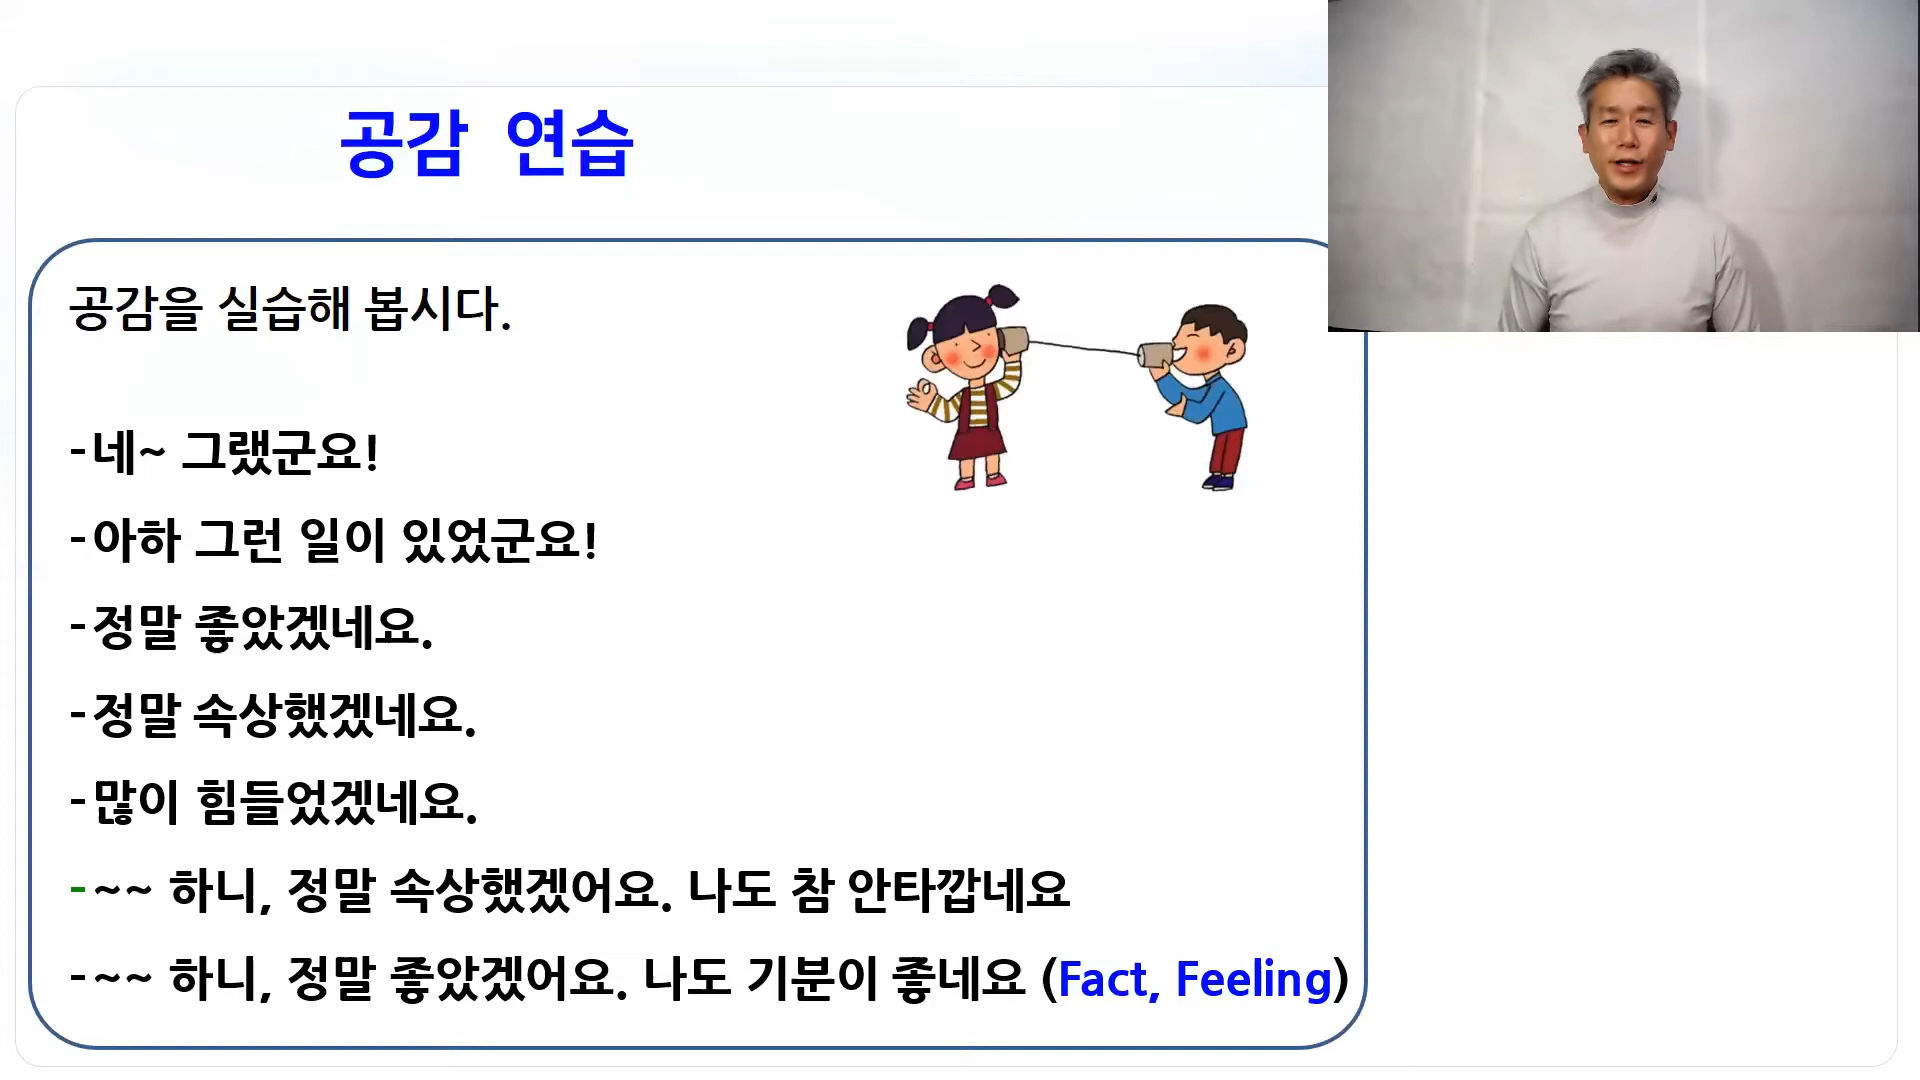 공감 연습
공감을 실습해 봅시다.
-네~ 그랬군요!
-아하 그런 일이 있었군요!
-정말 좋았겠네요.
-정말 속상했겠네요.
-많이 힘들었겠네요.
-~~ 하니, 정말 속상했겠어요. 나도 참 안타깝네요
-~~ 하니, 정말 좋았겠어요. 나도 기분이 좋네요 (Fact, Feeling)